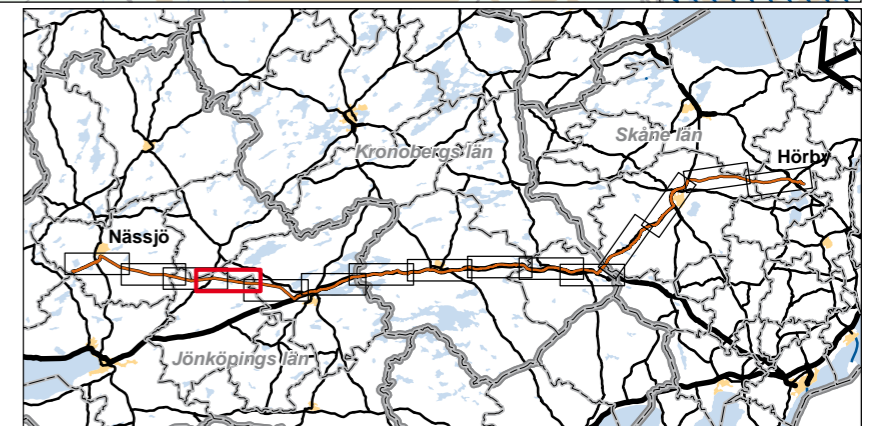 Skåne län
Kronobergs län
Hörby
Nässjö
Jönköpings län